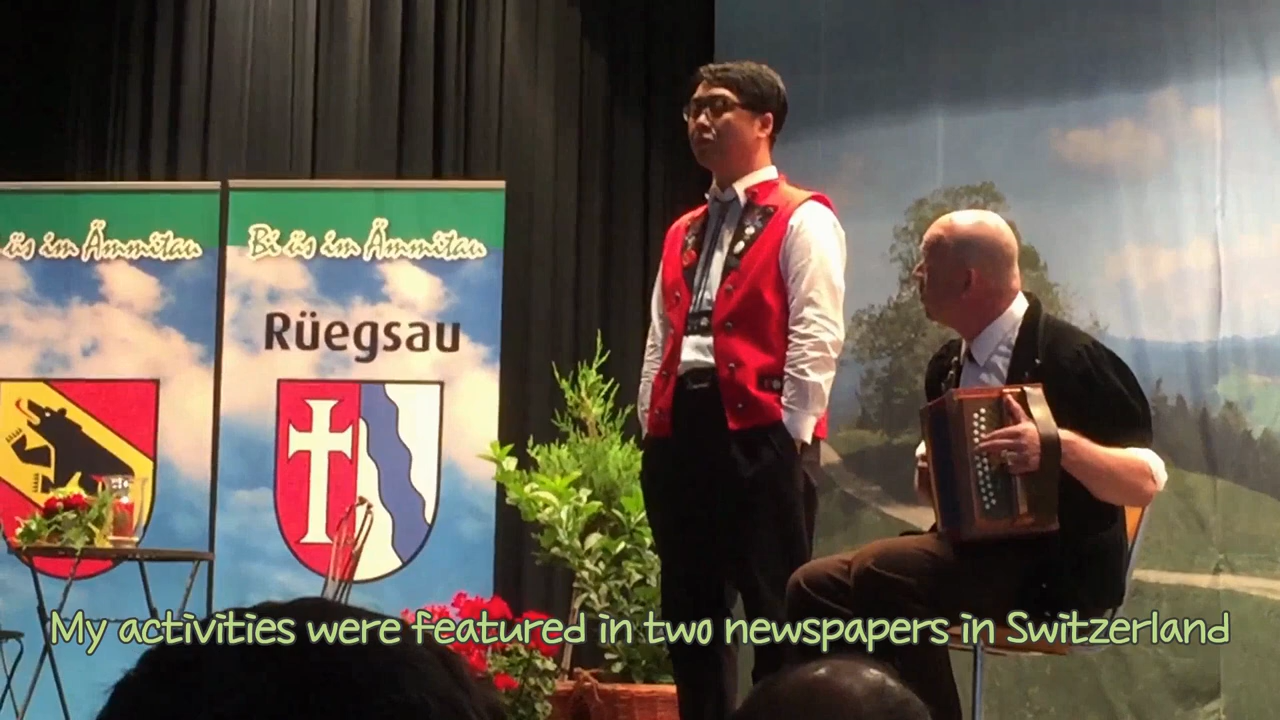 üs im Ämmitau
Bi üs im Ämmitau
Rüegsau
My activities were featured in two newspapers in Switzerland